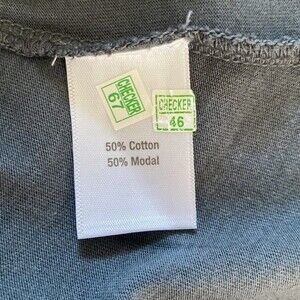 CHECKER
67
CHECKER
46
50% Cotton
50% Modal